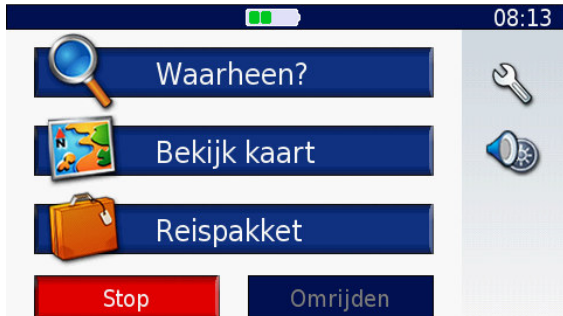 08:13
Waarheen?
Bekijk kaart
N
Reispakket
Stop
Omrijden